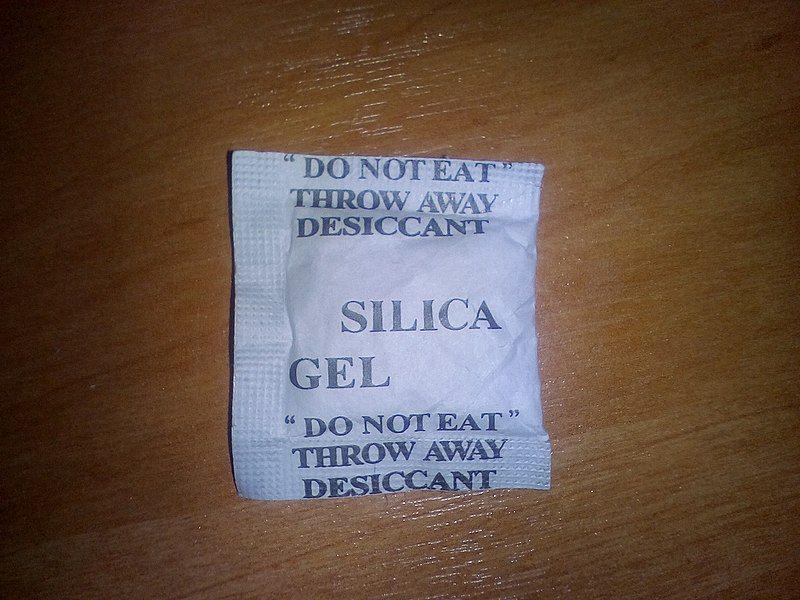 “ DO NOT EAT ”
THROW AWAY
DESICCANT
SILICA
GEL
“ DO NOT EAT ”
THROW AWAY
DESICCANT